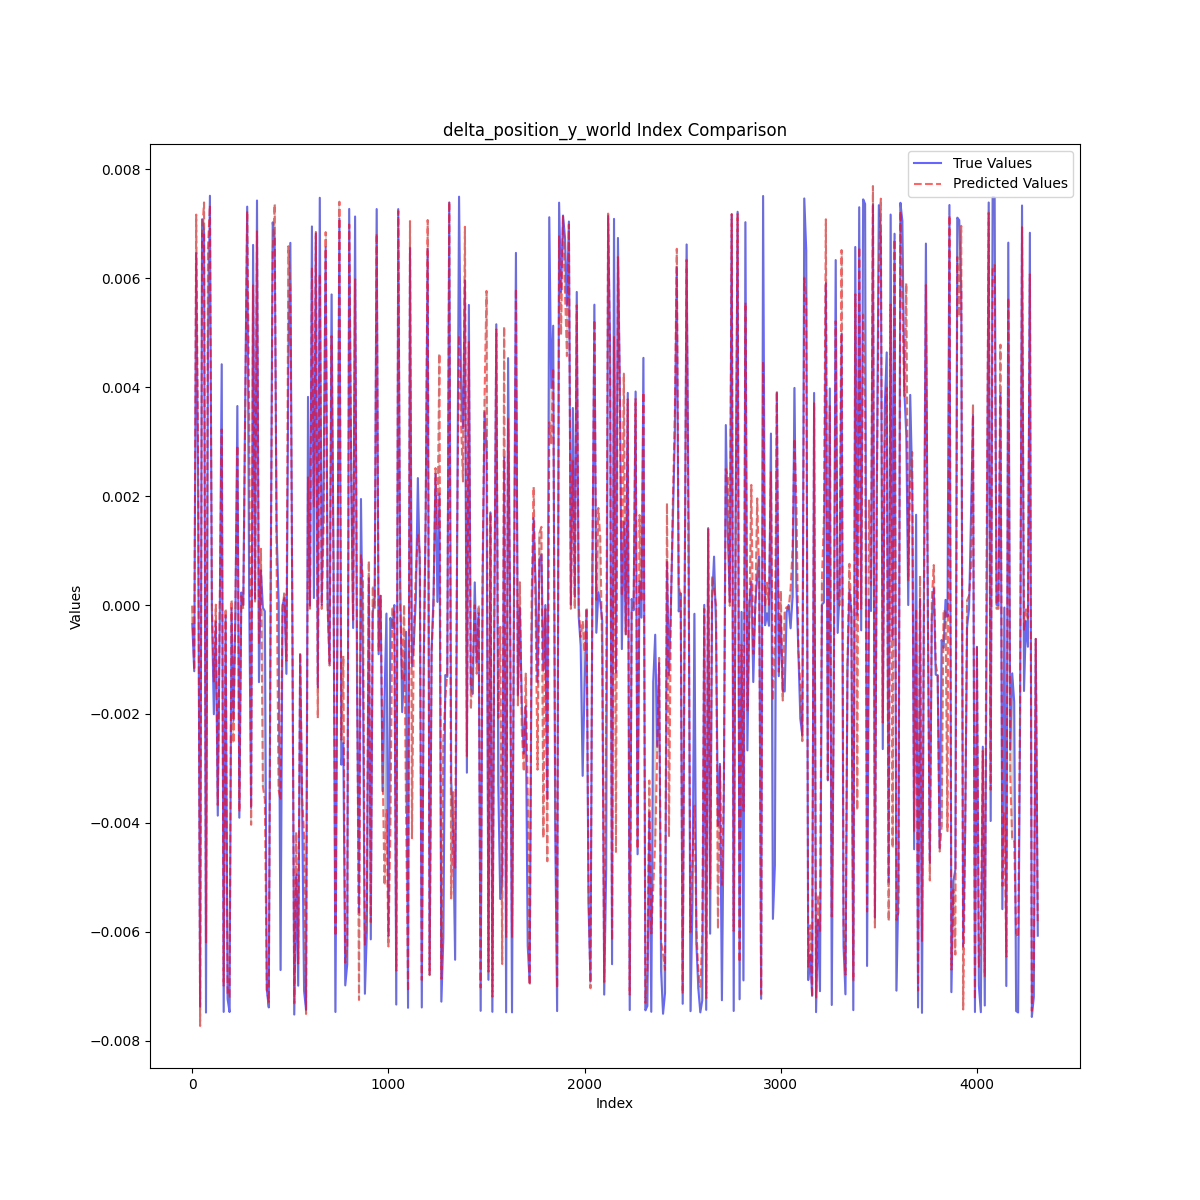 delta_position_y_world Index Comparison
True Values
Predicted Values
0.008
0.006
0.004
0.002
0.000
−0.002
−0.004
−0.006
−0.008
Values
0
1000
2000
3000
4000
Index